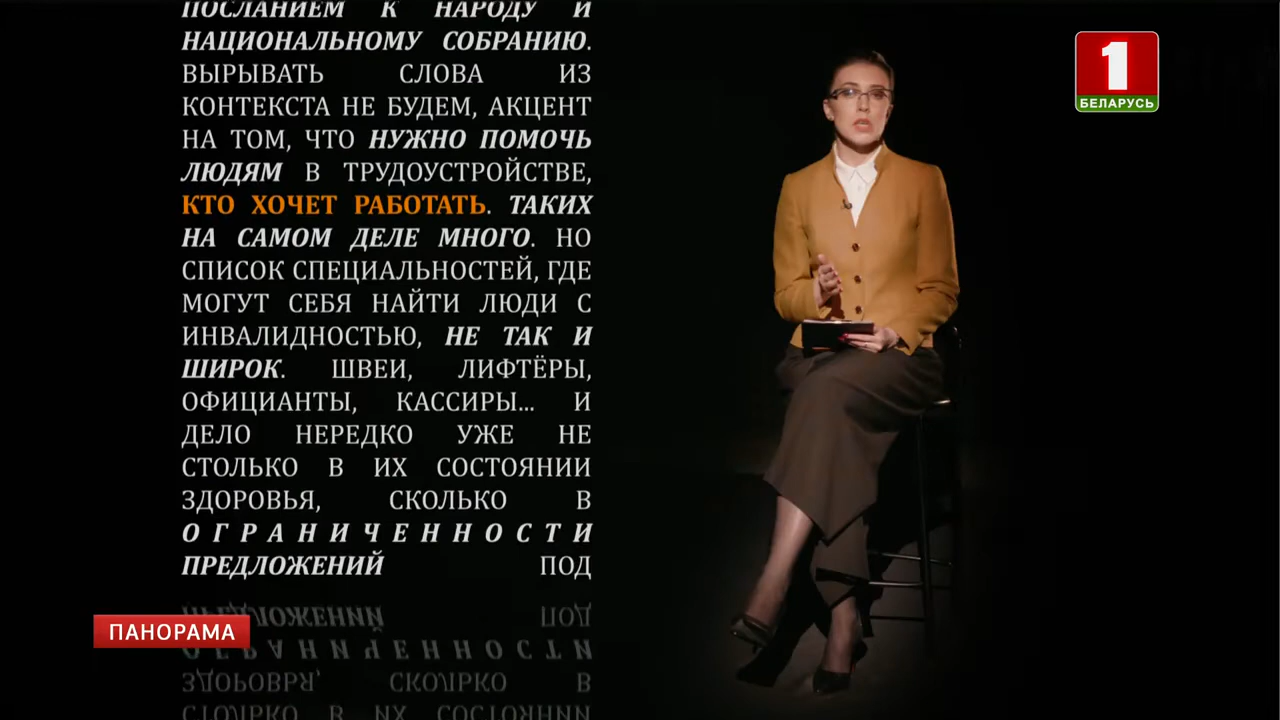 ПОСЛАНИЕМ К НАРОДУ И
НАЦИОНАЛЬНОМУ СОБРАНИЮ.
ВЫРЫВАТЬ СЛОВА ИЗ
КОНТЕКСТА НЕ БУДЕМ, АКЦЕНТ
НА ТОМ, ЧТО НУЖНО ПОМОЧЬ
ЛЮДЯМ В ТРУДОУСТРОЙСТВЕ,
КТО ХОЧЕТ РАБОТАТЬ. ТАКИХ
НА САМОМ ДЕЛЕ МНОГО. НО
СПИСОК СПЕЦИАЛЬНОСТЕЙ, ГДЕ
МОГУТ СЕБЯ НАЙТИ ЛЮДИ С
ИНВАЛИДНОСТЬЮ, НЕ ТАК И
ШИРОК. ШВЕИ, ЛИФТЁРЫ,
ОФИЦИАНТЫ, КАССИРЫ... И
ДЕЛО НЕРЕДКО УЖЕ НЕ
СТОЛЬКО В ИХ СОСТОЯНИИ
ЗДОРОВЬЯ, СКОЛЬКО В
ОГРАНИЧЕННОСТИ
ПРЕДЛОЖЕНИЙ ПОД
ПАНОРАМА
1
БЕЛАРУСЬ